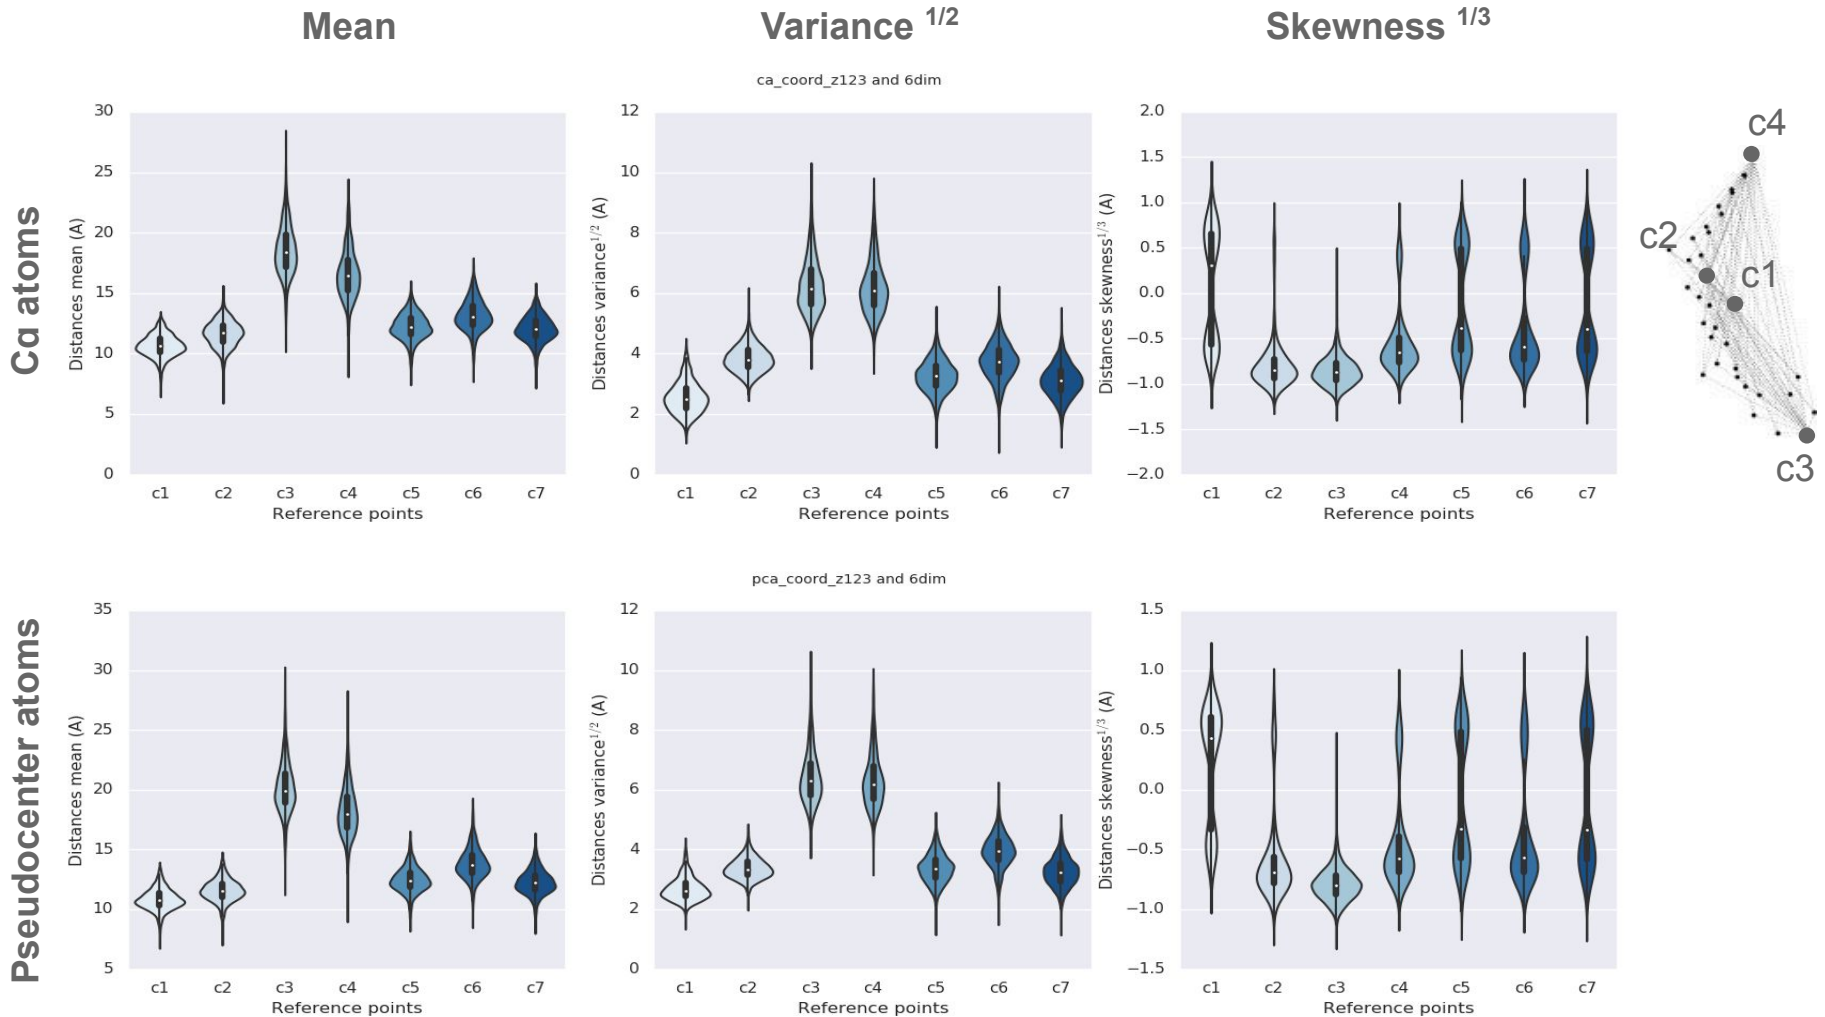 Mean
Variance 1/2
Skewness 1/3
ca_coord_z123 and 6dim
Cα atoms
Distances mean (A)
30
25
20
15
10
5
0
c1 c2 c3 c4 c5 c6 c7
Reference points
Distances variance1/2 (A)
12
10
8
6
4
2
0
c1 c2 c3 c4 c5 c6 c7
Reference points
Distances skewness1/3 (A)
2.0
1.5
1.0
0.5
0.0
−0.5
−1.0
−1.5
−2.0
c1 c2 c3 c4 c5 c6 c7
Reference points
c4
c2
c1
c3
pca_coord_z123 and 6dim
Pseudocenter atoms
Distances mean (A)
35
30
25
20
15
10
5
c1 c2 c3 c4 c5 c6 c7
Reference points
Distances variance1/2 (A)
12
10
8
6
4
2
0
c1 c2 c3 c4 c5 c6 c7
Reference points
Distances skewness1/3 (A)
1.5
1.0
0.5
0.0
−0.5
−1.0
−1.5
c1 c2 c3 c4 c5 c6 c7
Reference points